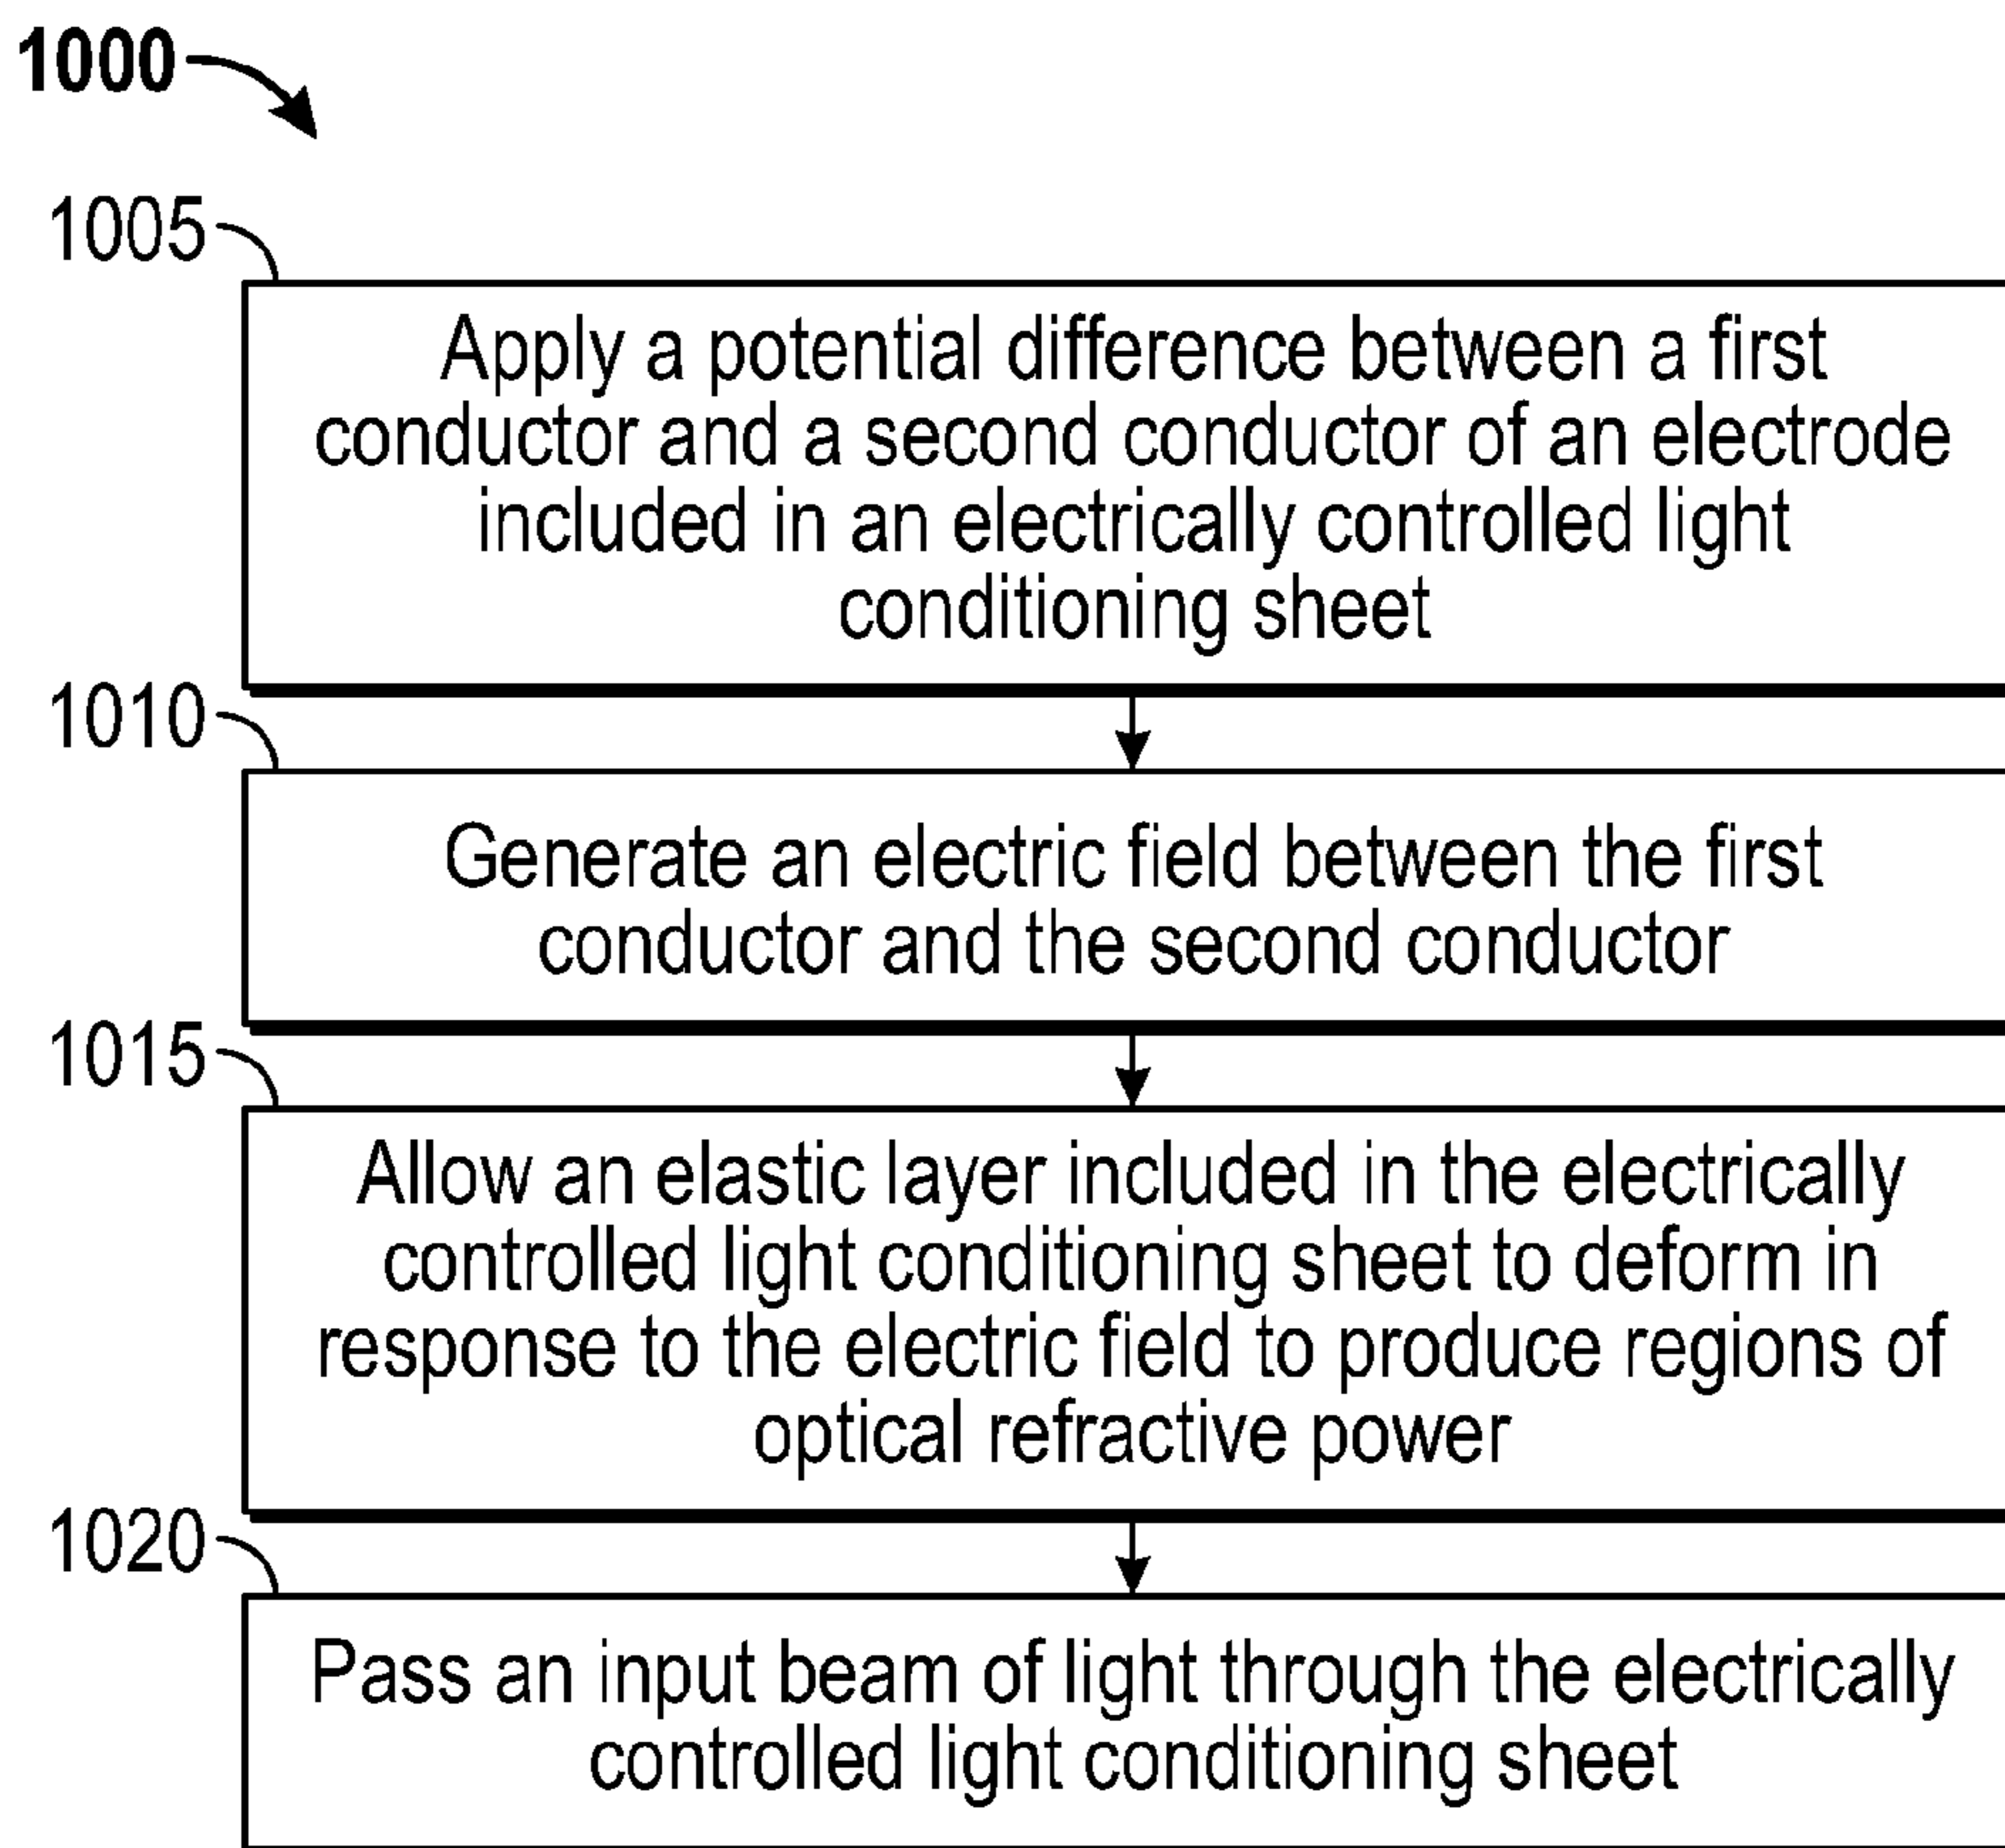 1000
1005
Apply a potential difference between a first
conductor and a second conductor of an electrode
included in an electrically controlled light
conditioning sheet
1010
Generate an electric field between the first
conductor and the second conductor
1015
Allow an elastic layer included in the electrically
controlled light conditioning sheet to deform in
response to the electric field to produce regions of
optical refractive power
1020
Pass an input beam of light through the electrically
controlled light conditioning sheet